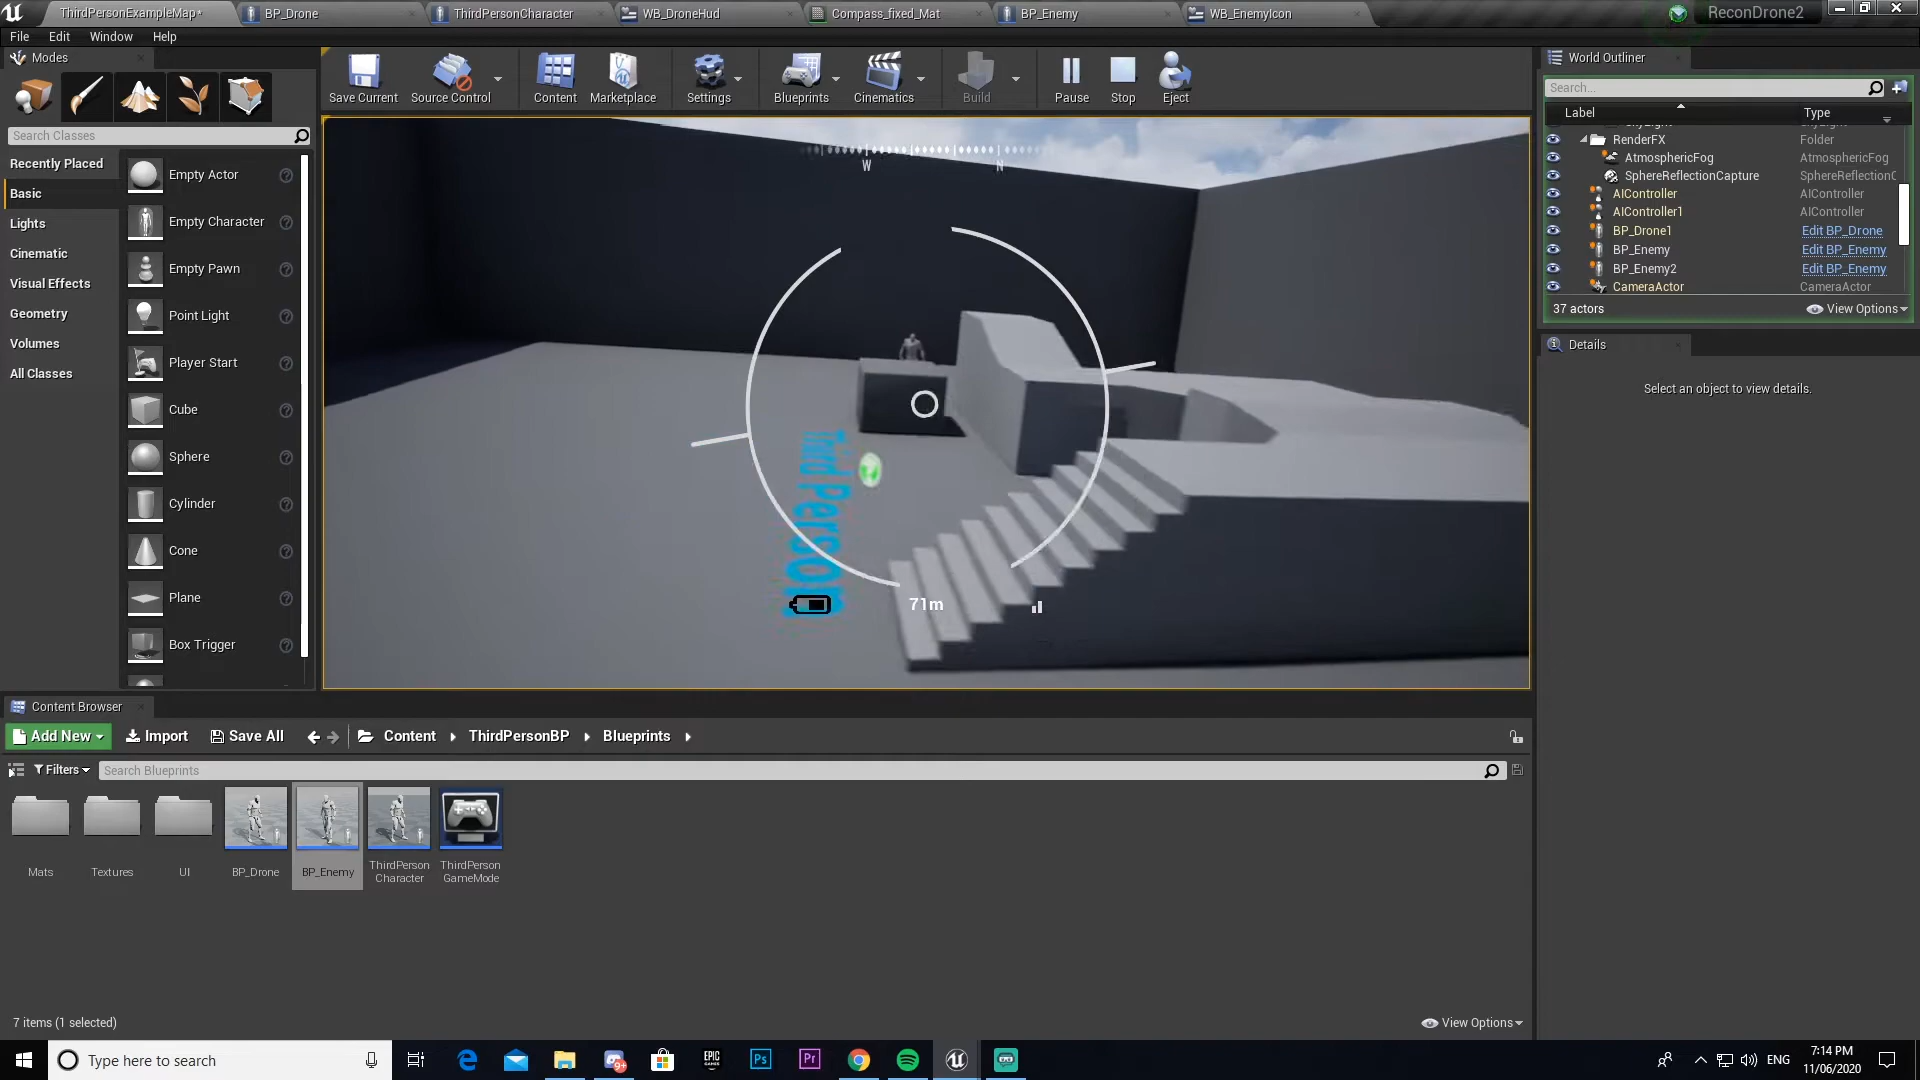 ThirdPersonExampleMap*
BP_Drone
ThirdPersonCharacter
WB_DroneHud
Compass_fixed_Mat
BP_Enemy
WB_EnemyIcon
ReconDrone2
File
Edit
Window
Help
Modes
Search Classes
Recently Placed
Basic
Lights
Cinematic
Visual Effects
Geometry
Volumes
All Classes
Empty Actor
Empty Character
Empty Pawn
Point Light
Player Start
Cube
Sphere
Cylinder
Cone
Plane
Box Trigger
Save Current
Source Control
Content
Marketplace
Settings
Blueprints
Cinematics
Build
Pause
Stop
Eject
W
N
Third Person
71m
World Outliner
Search...
Label
Type
RenderFX
Folder
AtmosphericFog
AtmosphericFog
SphereReflectionCapture
SphereReflectionC
AIController
AIController
AIController1
AIController
BP_Drone1
Edit BP_Drone
BP_Enemy
Edit BP_Enemy
BP_Enemy2
Edit BP_Enemy
CameraActor
CameraActor
37 actors
View Options
Details
Select an object to view details.
Content Browser
Add New
Import
Save All
Content
ThirdPersonBP
Blueprints
Filters
Search Blueprints
Mats
Textures
UI
BP_Drone
BP_Enemy
ThirdPerson
Character
ThirdPerson
GameMode
7 items (1 selected)
View Options
Type here to search
EPIC
GAMES
Ps
Pr
9+
ENG
7:14 PM
11/06/2020